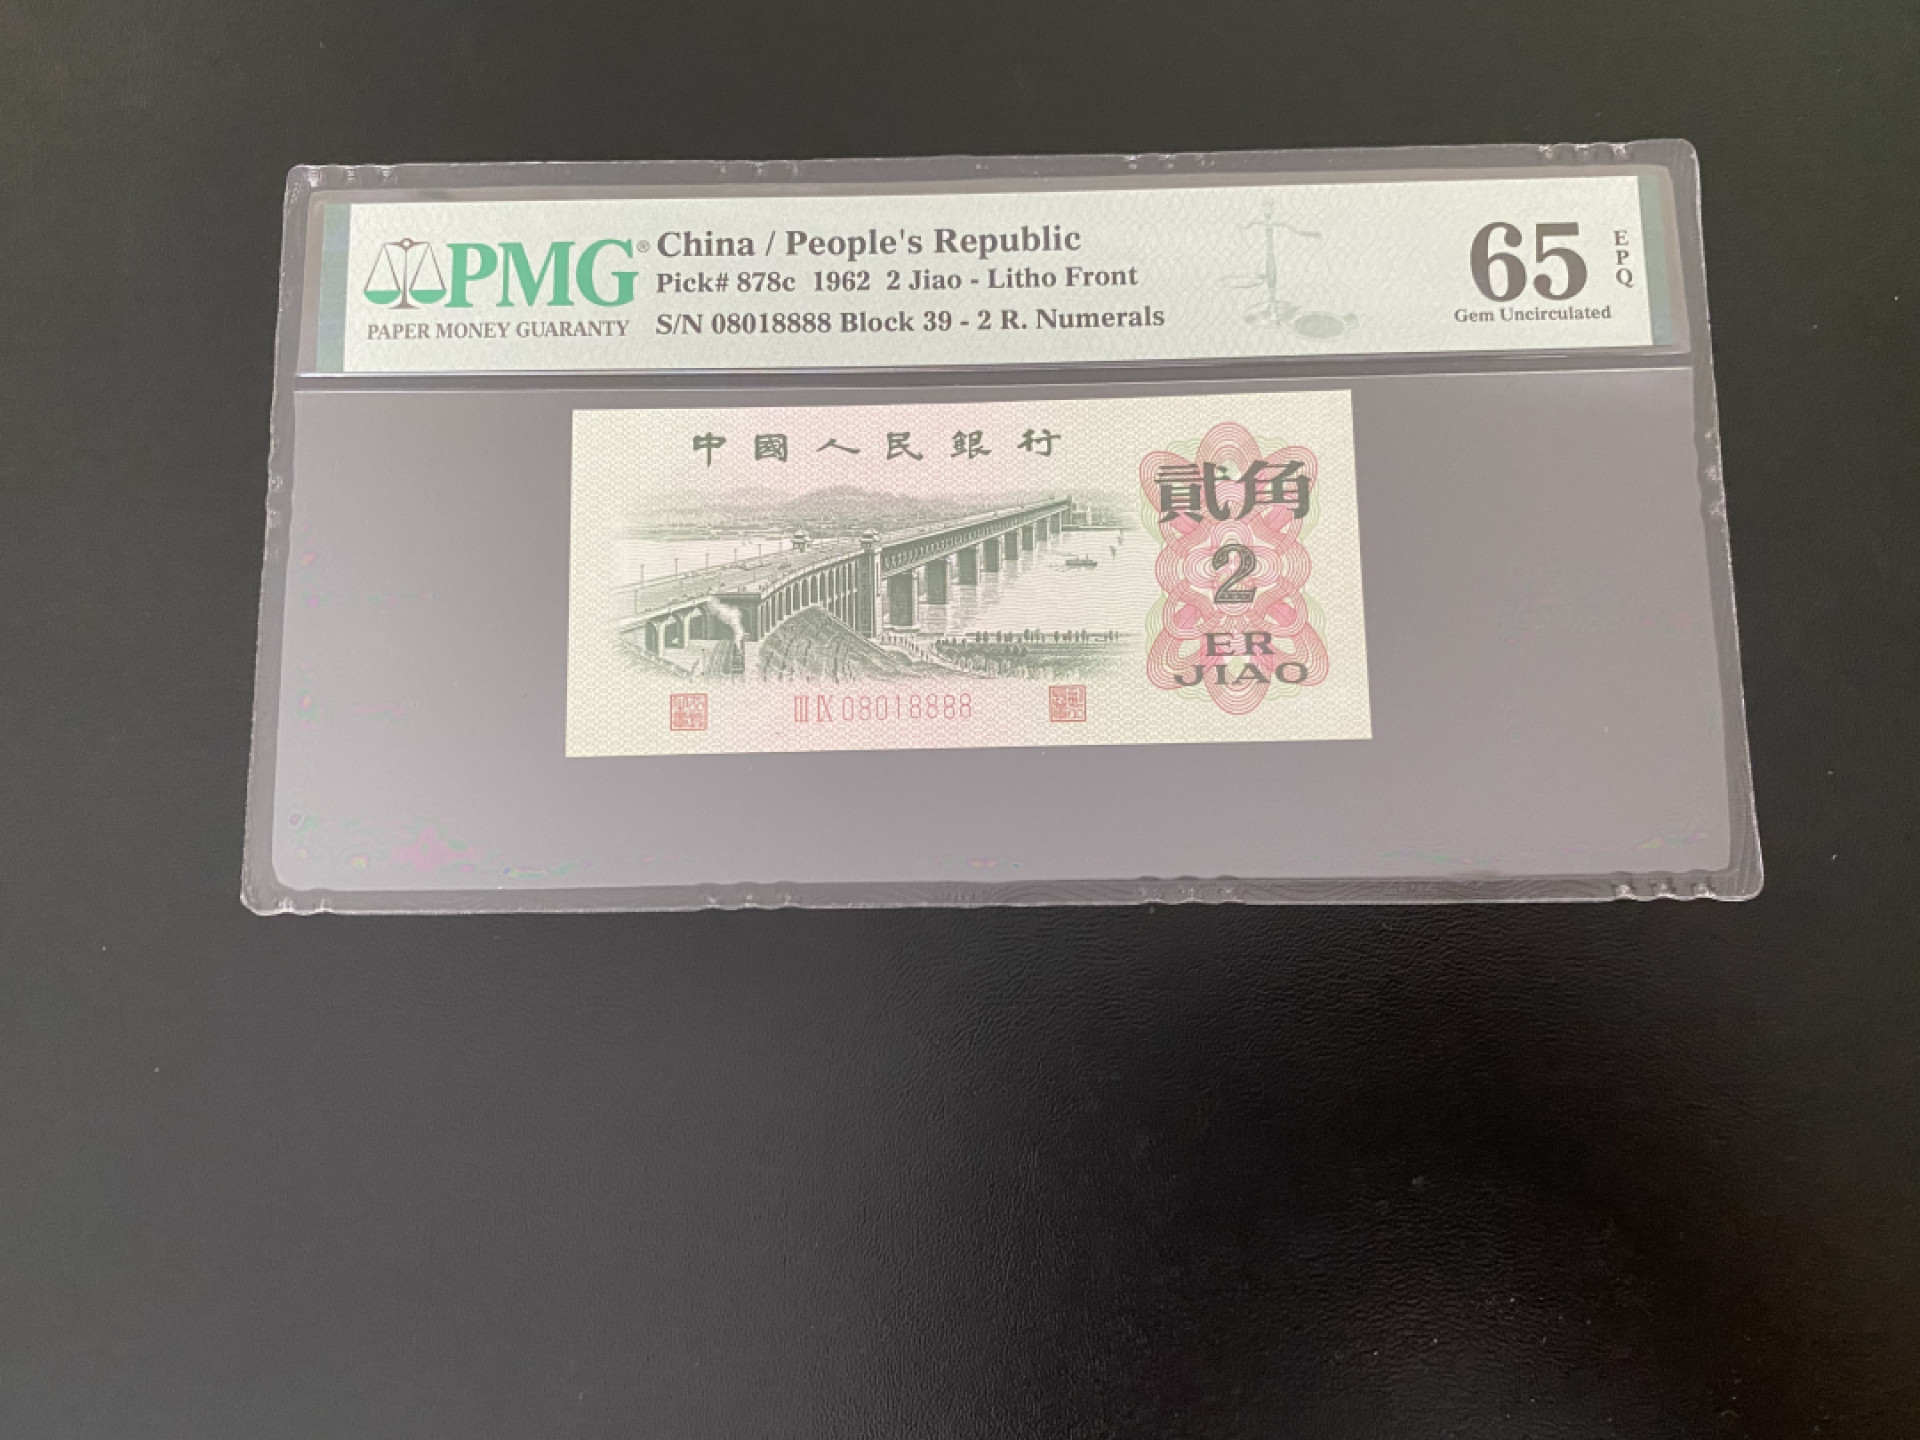 PMG®
PAPER MONEY GUARANTY
China / People's Republic
Pick# 878c 1962 2 Jiao - Litho Front
S/N 08018888 Block 39 - 2 R. Numerals
65
EPQ
Gem Uncirculated
中國人民銀行
貳角
2
ER
JIAO
III IX 08018888